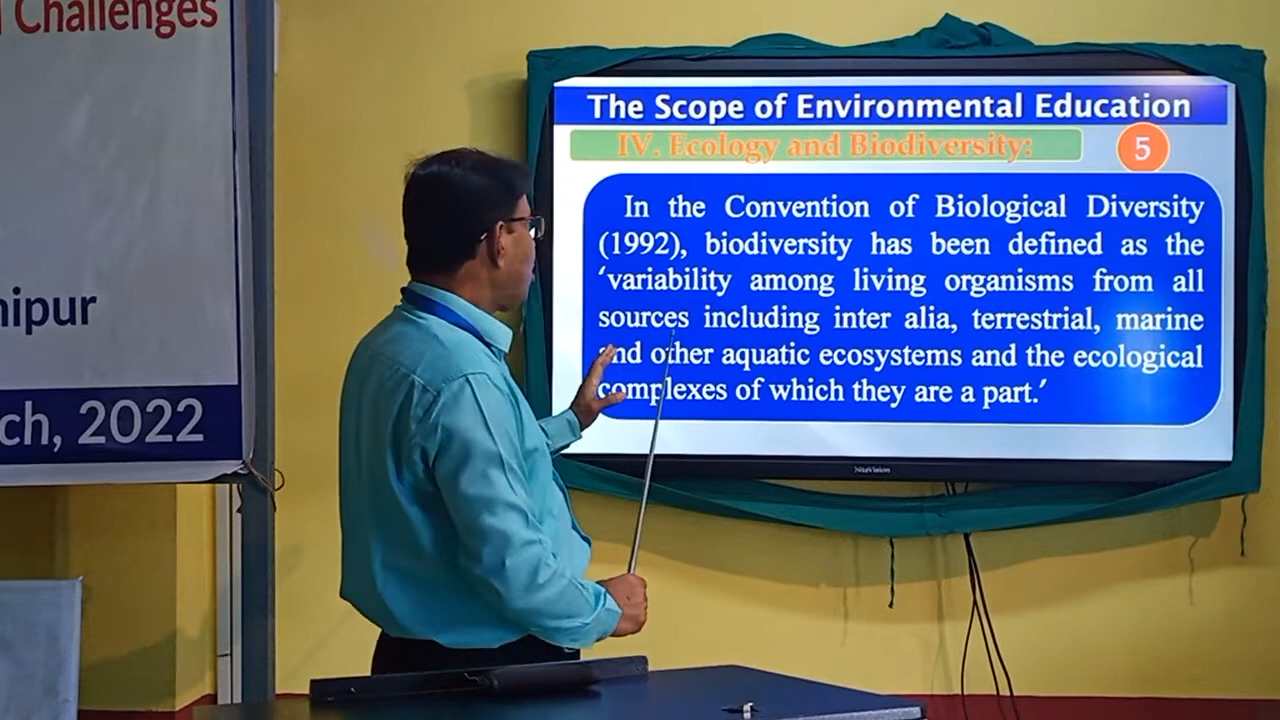 Challenges
nipur
ch, 2022
The Scope of Environmental Education
IV. Ecology and Biodiversity:
5
In the Convention of Biological Diversity
(1992), biodiversity has been defined as the
‘variability among living organisms from all
sources including inter alia, terrestrial, marine
and other aquatic ecosystems and the ecological
complexes of which they are a part.’
NituVision